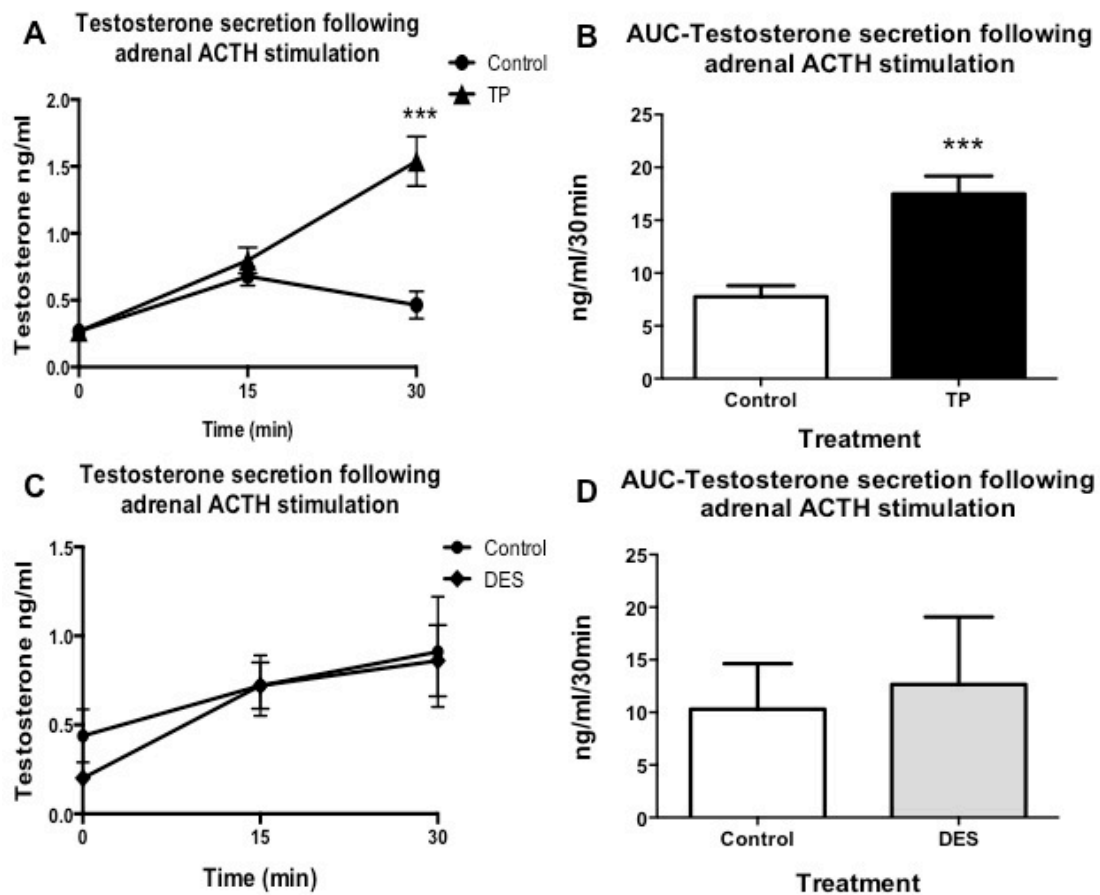 A
Testosterone secretion following
adrenal ACTH stimulation
Control
TP
***
2.0
1.5
1.0
0.5
0.0
Testosterone ng/ml
0 15 30
Time (min)
B
AUC-Testosterone secretion following
adrenal ACTH stimulation
***
25
20
15
10
5
0
ng/ml/30min
Control TP
Treatment
C
Testosterone secretion following
adrenal ACTH stimulation
Control
DES
1.5
1.0
0.5
0.0
Testosterone ng/ml
0 15 30
Time (min)
D
AUC-Testosterone secretion following
adrenal ACTH stimulation
25
20
15
10
5
0
ng/ml/30min
Control DES
Treatment